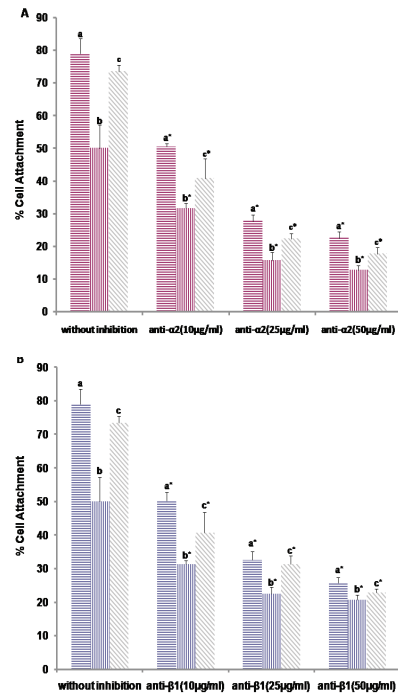 A
% Cell Attachment
90
80
70
60
50
40
30
20
10
0
a
b
c
a*
b*
c*
a*
b*
c*
a*
b*
c*
without inhibition anti-α2(10µg/ml) anti-α2(25µg/ml) anti-α2(50µg/ml)
B
% Cell Attachment
90
80
70
60
50
40
30
20
10
0
a
b
c
a*
b*
c*
a*
b*
c*
a*
b*
c*
without inhibition anti-β1(10µg/ml) anti-β1(25µg/ml) anti-β1(50µg/ml)